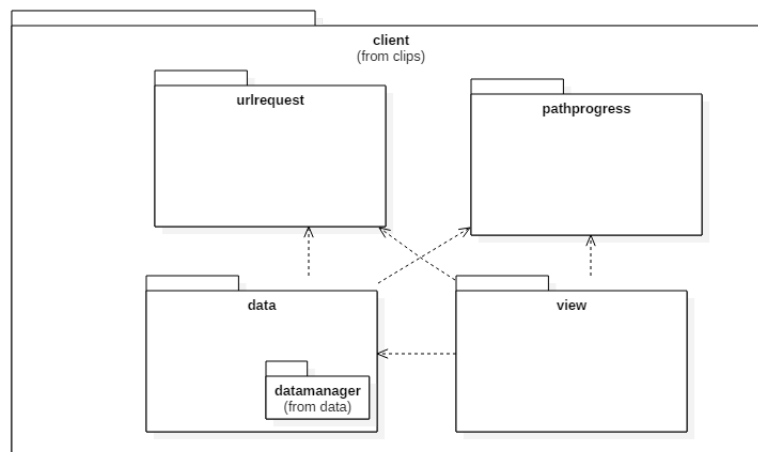 client
(from clips)
urlrequest
pathprogress
data
view
datamanager
(from data)